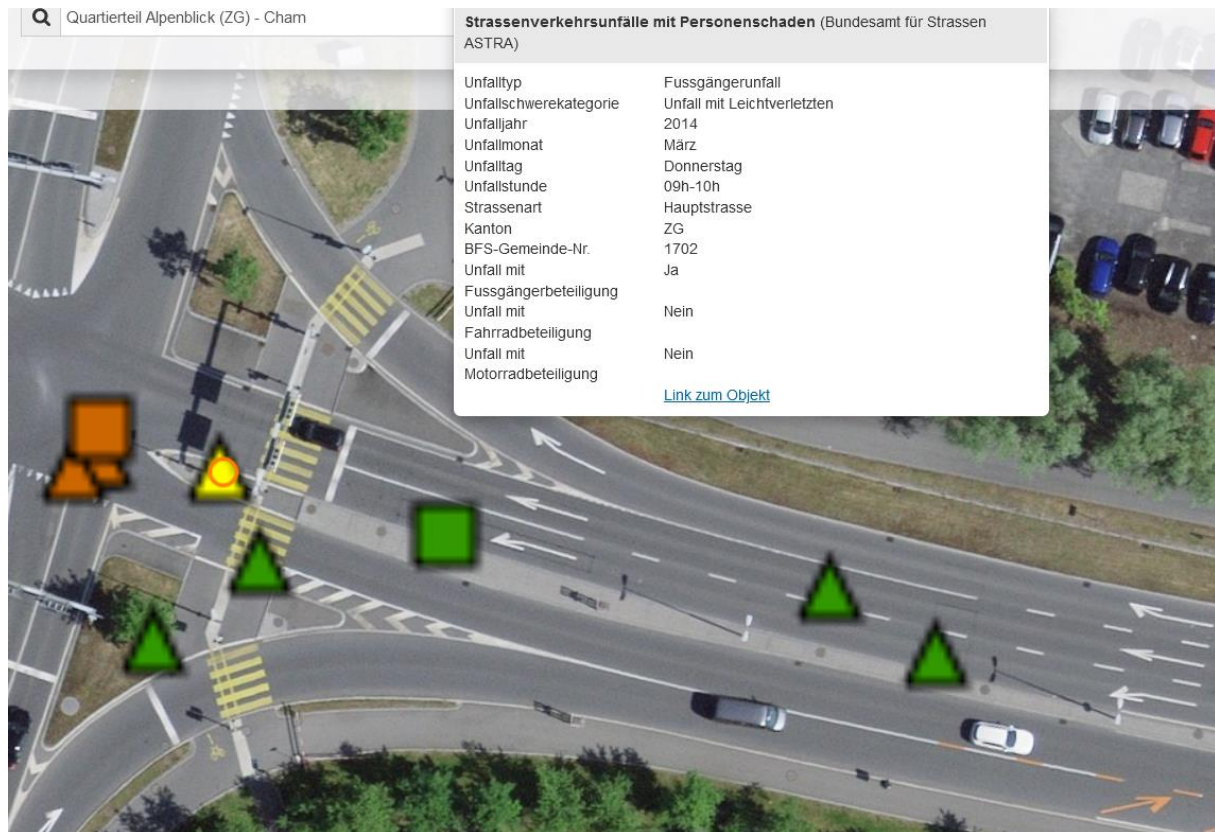 Quartierteil Alpenblick (ZG) - Cham
Strassenverkehrsunfälle mit Personenschaden (Bundesamt für Strassen
ASTRA)
Unfalltyp Fussgängerunfall
Unfallschwerekategorie Unfall mit Leichtverletzten
Unfalljahr 2014
Unfallmonat März
Unfalltag Donnerstag
Unfallstunde 09h-10h
Strassenart Hauptstrasse
Kanton ZG
BFS-Gemeinde-Nr. 1702
Unfall mit Ja
Fussgängerbeteiligung
Unfall mit Nein
Fahrradbeteiligung
Unfall mit Nein
Motorradbeteiligung
Link zum Objekt